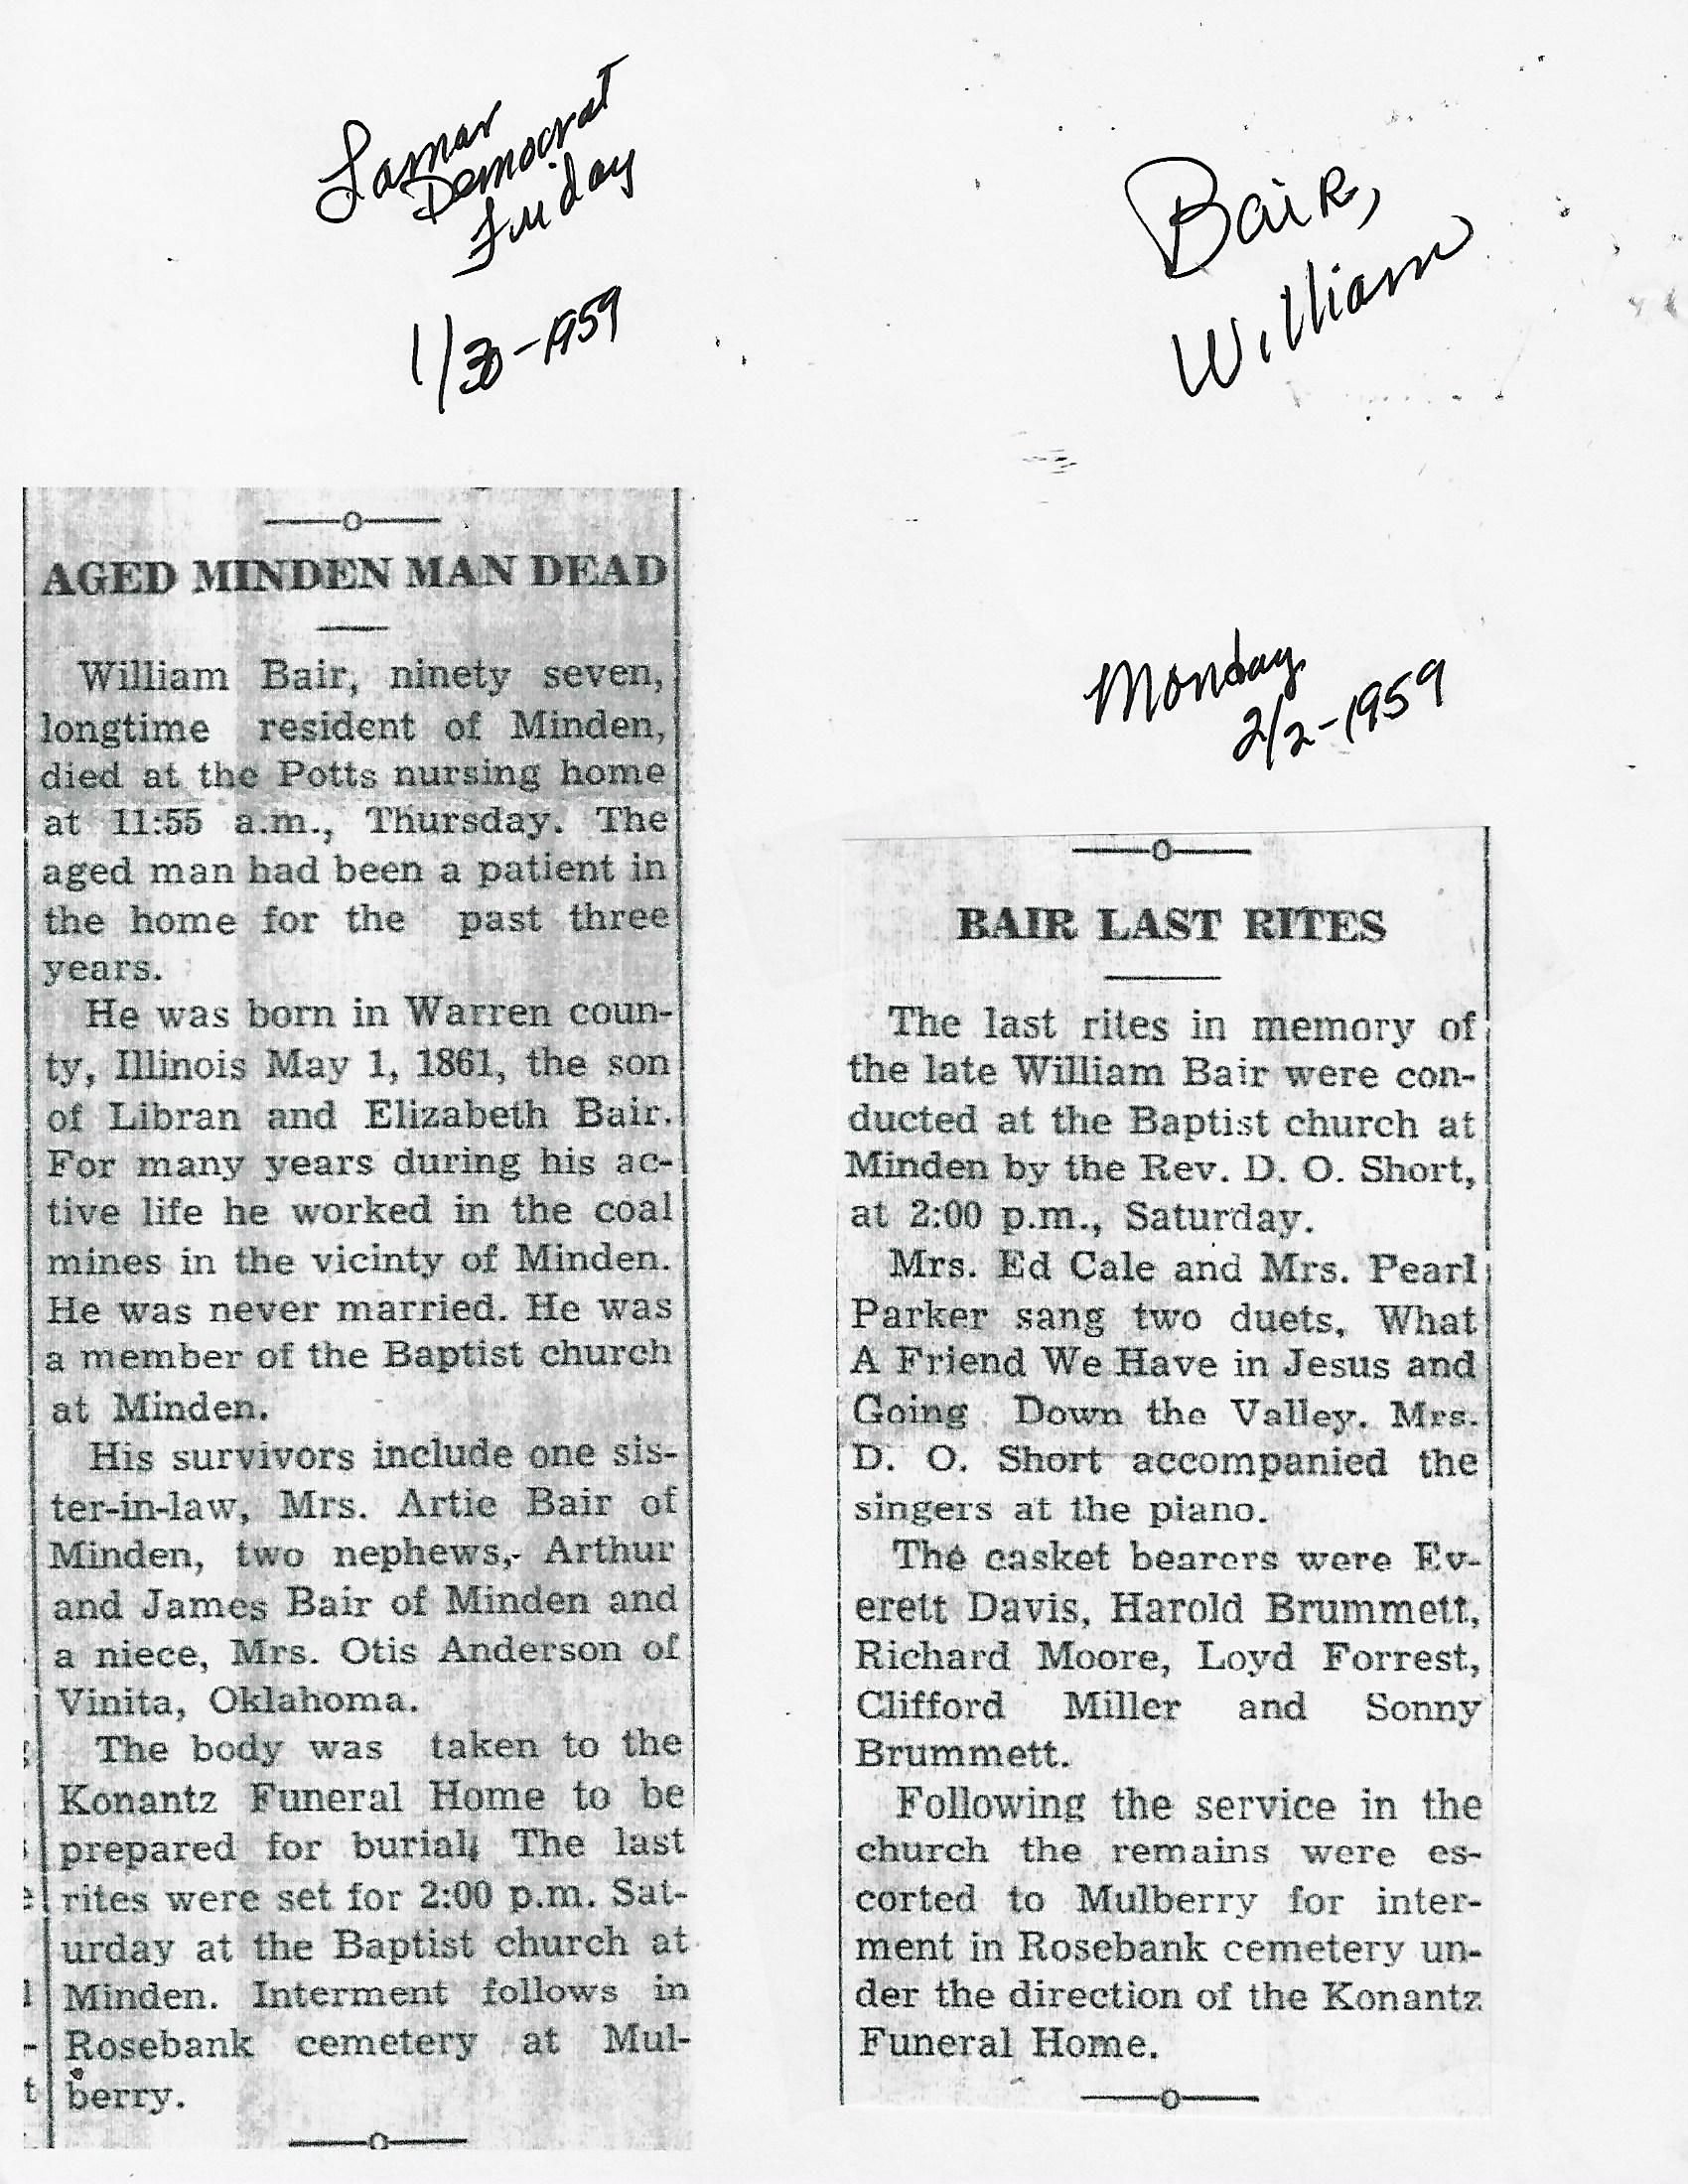 Lamar
Democrat
Friday
1/30-1959
AGED MINDEN MAN DEAD
William Bair, ninety seven,
longtime resident of Minden,
died at the Potts nursing home
at 11:55 a.m., Thursday. The
aged man had been a patient in
the home for the past three
years.
He was born in Warren coun-
ty, Illinois May 1, 1861, the son
of Libran and Elizabeth Bair.
For many years during his ac-
tive life he worked in the coal
mines in the vicinty of Minden.
He was never married. He was
a member of the Baptist church
at Minden.
His survivors include one sis-
ter-in-law, Mrs. Artie Bair of
Minden, two nephews, Arthur
and James Bair of Minden and
a niece, Mrs. Otis Anderson of
Vinita, Oklahoma.
The body was taken to the
Konantz Funeral Home to be
prepared for burial. The last
rites were set for 2:00 p.m. Sat-
urday at the Baptist church at
Minden. Interment follows in
Rosebank cemetery at Mul-
berry.
Bair,
William
Monday
2/2-1959
BAIR LAST RITES
The last rites in memory of
the late William Bair were con-
ducted at the Baptist church at
Minden by the Rev. D. O. Short,
at 2:00 p.m., Saturday.
Mrs. Ed Cale and Mrs. Pearl
Parker sang two duets, What
A Friend We Have in Jesus and
Going Down the Valley. Mrs.
D. O. Short accompanied the
singers at the piano.
The casket bearers were Ev-
erett Davis, Harold Brummett,
Richard Moore, Loyd Forrest,
Clifford Miller and Sonny
Brummett.
Following the service in the
church the remains were es-
corted to Mulberry for inter-
ment in Rosebank cemetery un-
der the direction of the Konantz
Funeral Home.